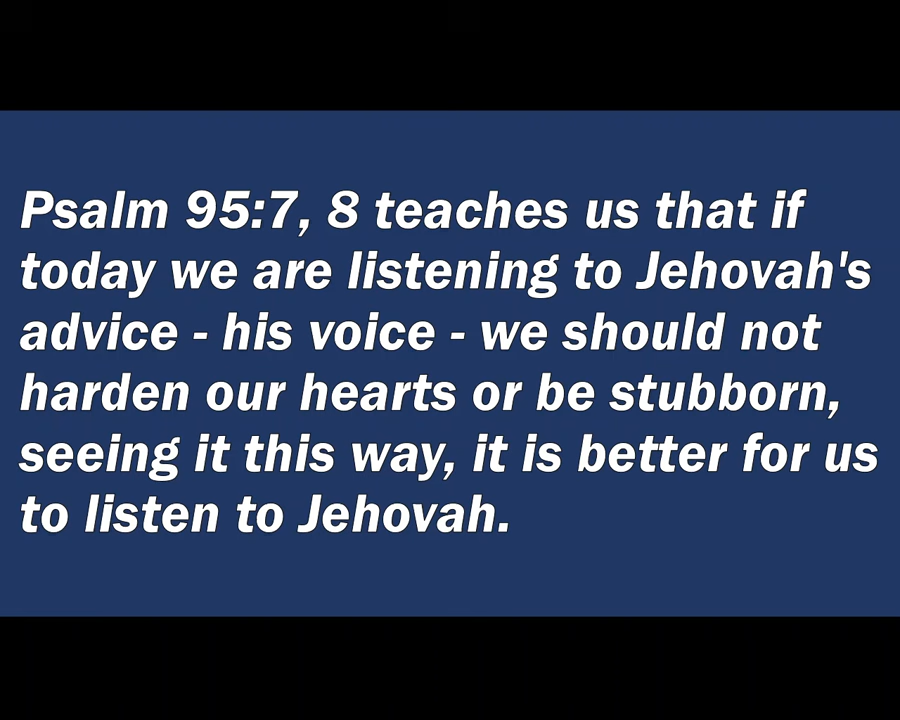 Psalm 95:7, 8 teaches us that if
today we are listening to Jehovah's
advice - his voice - we should not
harden our hearts or be stubborn,
seeing it this way, it is better for us
to listen to Jehovah.